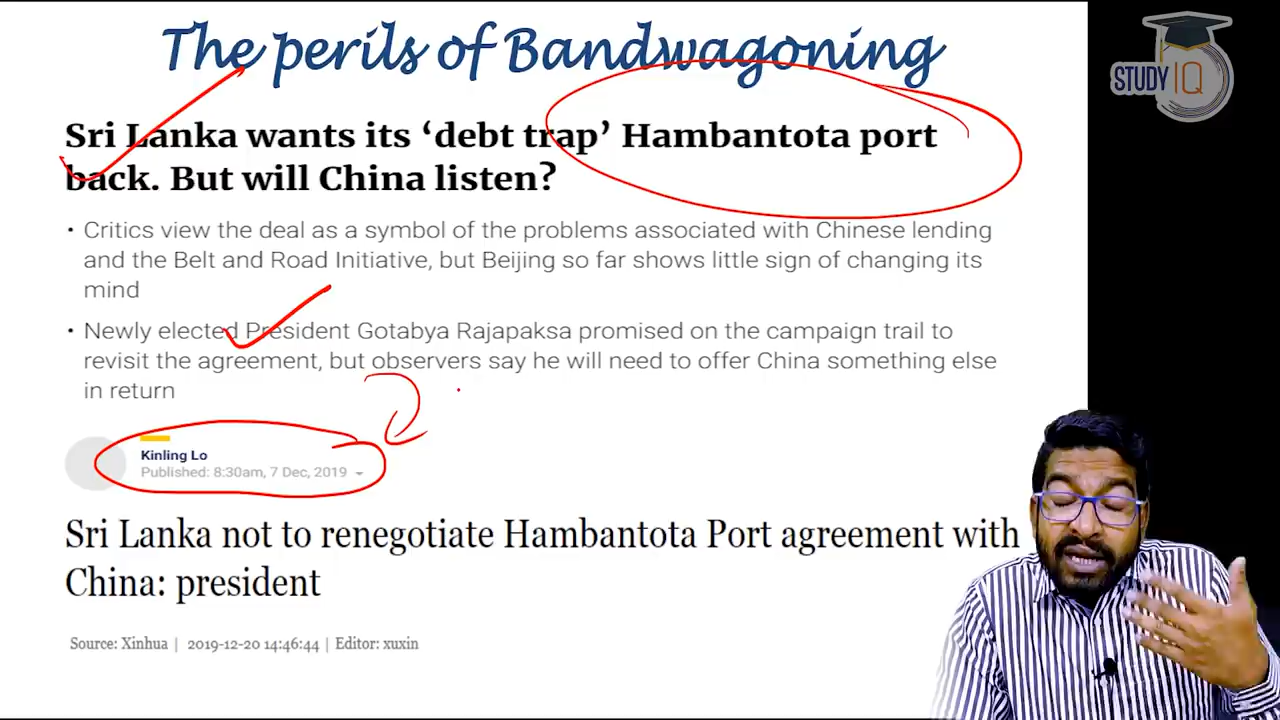 The perils of Bandwagoning
STUDY IQ
Sri Lanka wants its ‘debt trap’ Hambantota port
back. But will China listen?
• Critics view the deal as a symbol of the problems associated with Chinese lending
and the Belt and Road Initiative, but Beijing so far shows little sign of changing its
mind
• Newly elected President Gotabya Rajapaksa promised on the campaign trail to
revisit the agreement, but observers say he will need to offer China something else
in return
Kinling Lo
Published: 8:30am, 7 Dec, 2019
Sri Lanka not to renegotiate Hambantota Port agreement with
China: president
Source: Xinhua | 2019-12-20 14:46:44 | Editor: xuxin